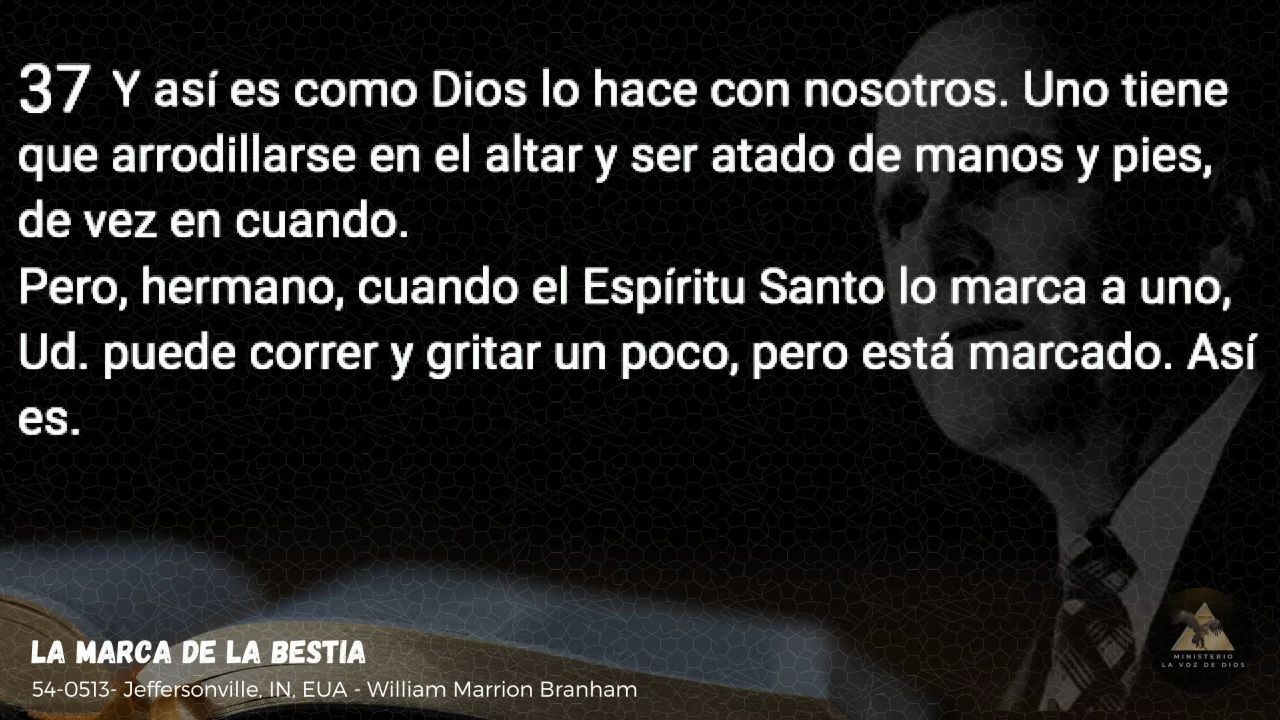 37 Y así es como Dios lo hace con nosotros. Uno tiene
que arrodillarse en el altar y ser atado de manos y pies,
de vez en cuando.
Pero, hermano, cuando el Espíritu Santo lo marca a uno,
Ud. puede correr y gritar un poco, pero está marcado. Así
es.
LA MARCA DE LA BESTIA
54-0513- Jeffersonville, IN, EUA - William Marrion Branham
MINISTERIO
LA VOZ DE DIOS